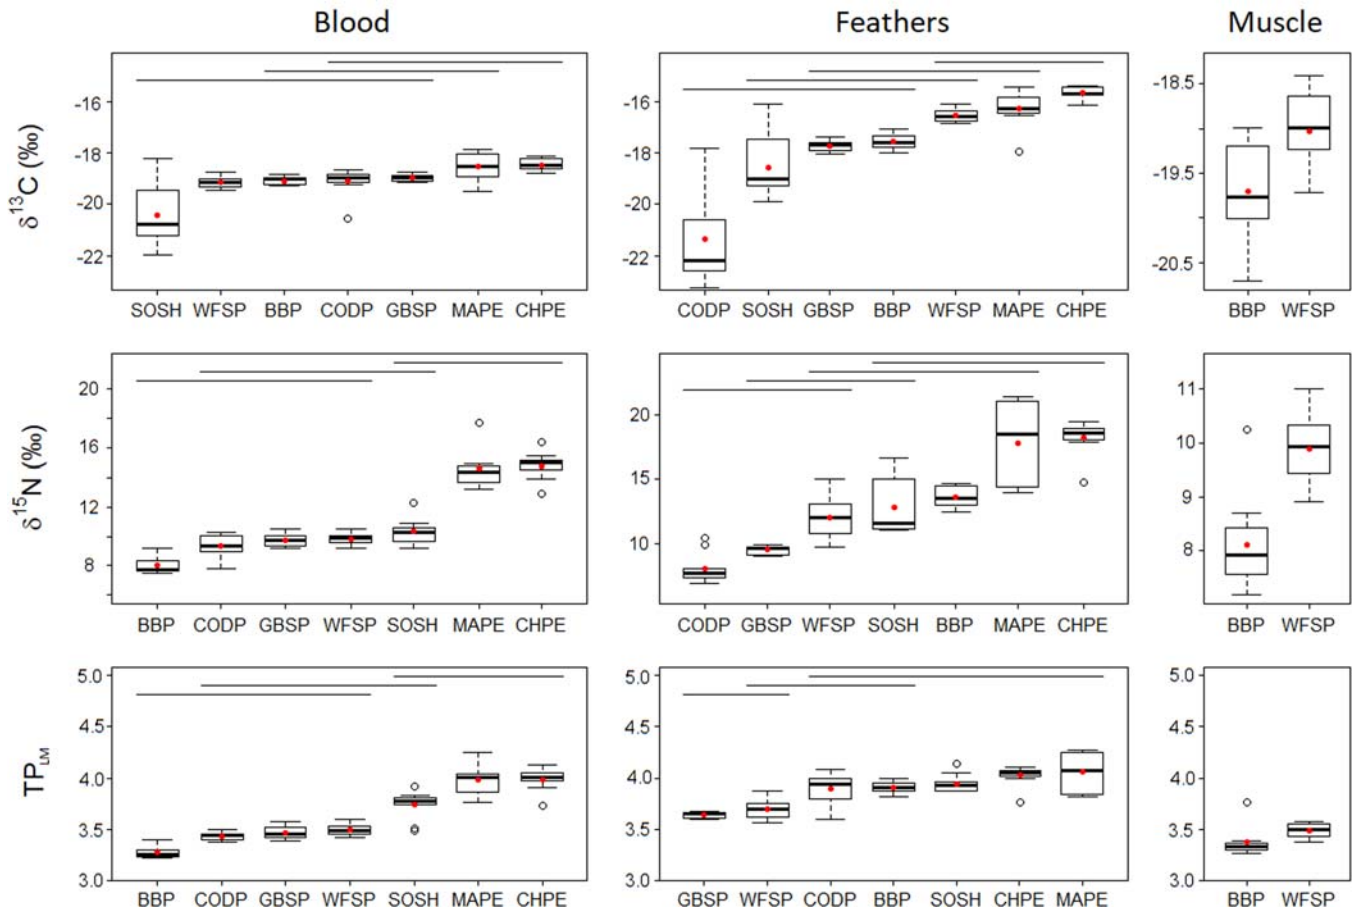 Blood Feathers Muscle
δ13C (‰)
-16
-18
-20
-22
SOSH WFSP BBP CODP GBSP MAPE CHPE
-16
-18
-20
-22
CODP SOSH GBSP BBP WFSP MAPE CHPE
-18.5
-19.5
-20.5
BBP WFSP
δ15N (‰)
20
16
12
8
BBP CODP GBSP WFSP SOSH MAPE CHPE
20
15
10
CODP GBSP WFSP SOSH BBP MAPE CHPE
11
10
9
8
BBP WFSP
TPLM
5.0
4.5
4.0
3.5
3.0
BBP CODP GBSP WFSP SOSH MAPE CHPE
5.0
4.5
4.0
3.5
3.0
GBSP WFSP CODP BBP SOSH CHPE MAPE
5.0
4.5
4.0
3.5
3.0
BBP WFSP